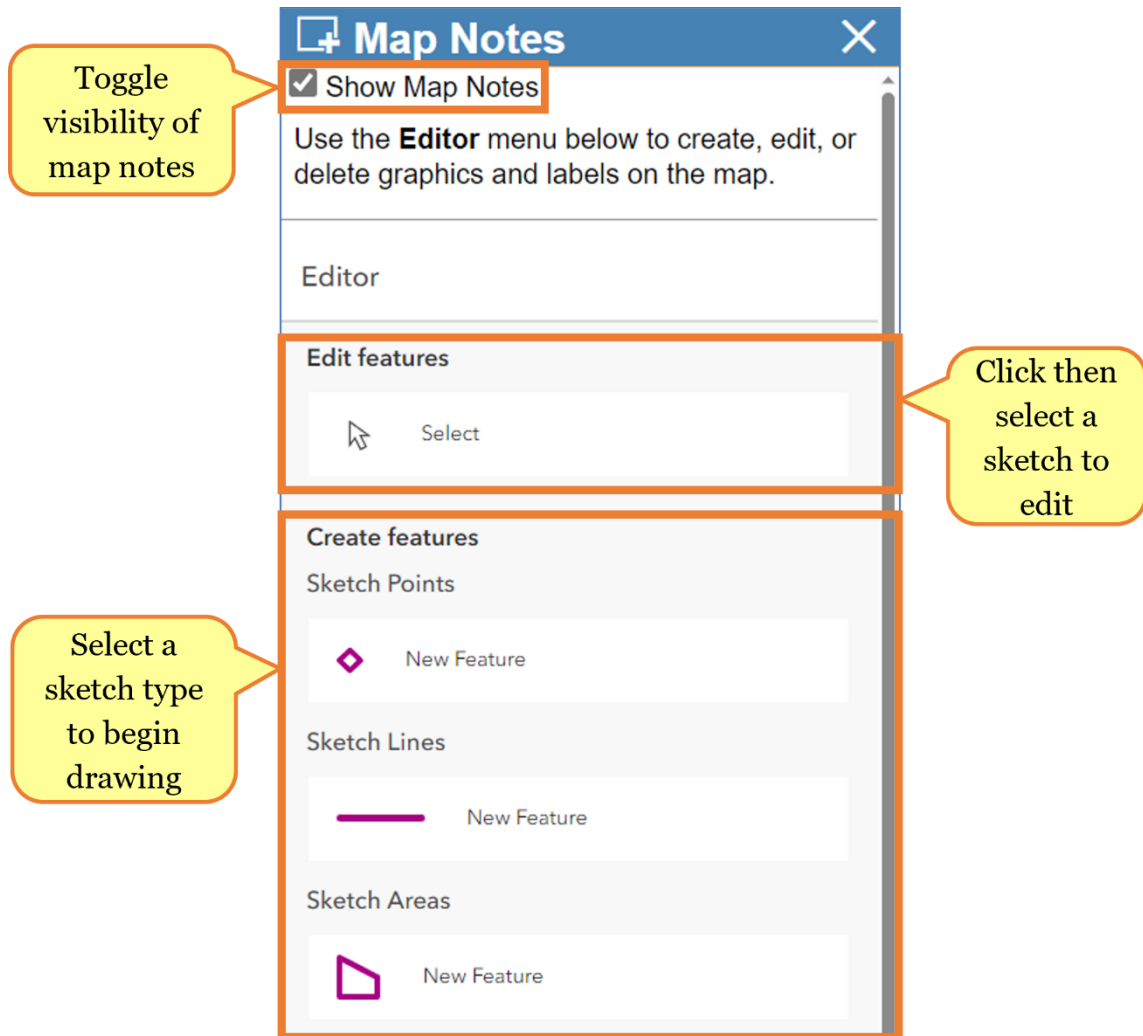 Map Notes
Toggle
visibility of
map notes
Show Map Notes
Use the Editor menu below to create, edit, or
delete graphics and labels on the map.
Editor
Edit features
Select
Click then
select a
sketch to
edit
Create features
Sketch Points
New Feature
Select a
sketch type
to begin
drawing
Sketch Lines
New Feature
Sketch Areas
New Feature